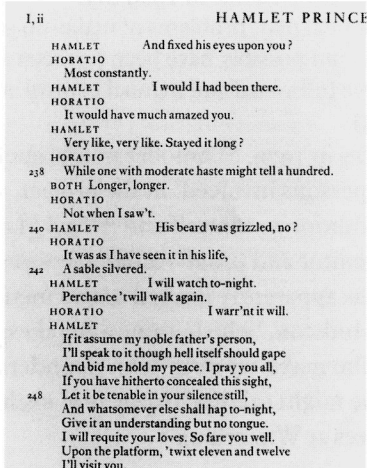 I, ii HAMLET PRINCE
HAMLET And fixed his eyes upon you?
HORATIO
Most constantly.
HAMLET I would I had been there.
HORATIO
It would have much amazed you.
HAMLET
Very like, very like. Stayed it long?
HORATIO
238 While one with moderate haste might tell a hundred.
BOTH Longer, longer.
HORATIO
Not when I saw't.
240 HAMLET His beard was grizzled, no?
HORATIO
It was as I have seen it in his life,
242 A sable silvered.
HAMLET I will watch to-night.
Perchance 'twill walk again.
HORATIO I warr'nt it will.
HAMLET
If it assume my noble father's person,
I'll speak to it though hell itself should gape
And bid me hold my peace. I pray you all,
If you have hitherto concealed this sight,
248 Let it be tenable in your silence still,
And whatsomever else shall hap to-night,
Give it an understanding but no tongue.
I will requite your loves. So fare you well.
Upon the platform, 'twixt eleven and twelve
I'll visit you.